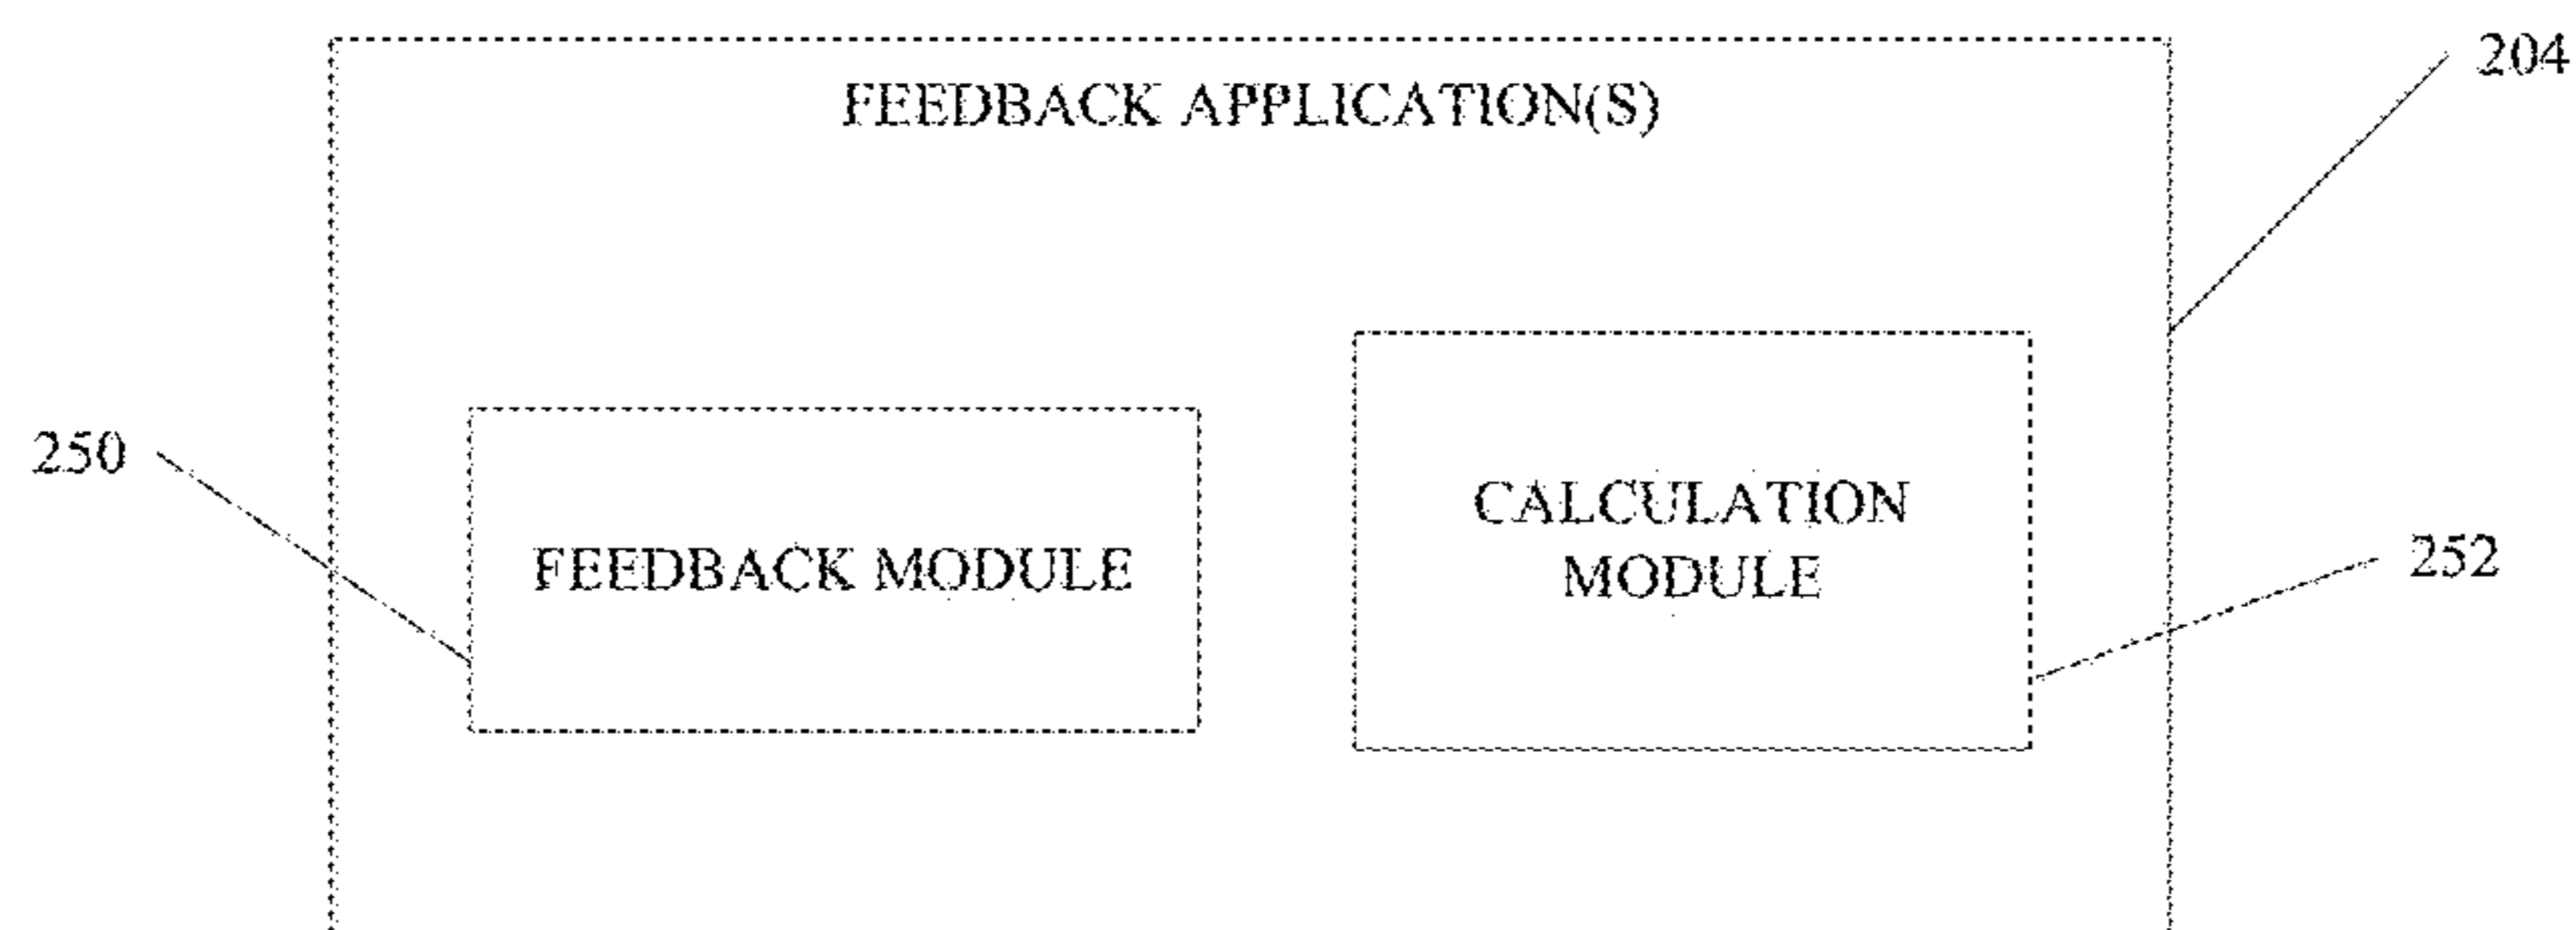 204
FEEDBACK APPLICATION(S)
250
FEEDBACK MODULE
CALCULATION
MODULE
252